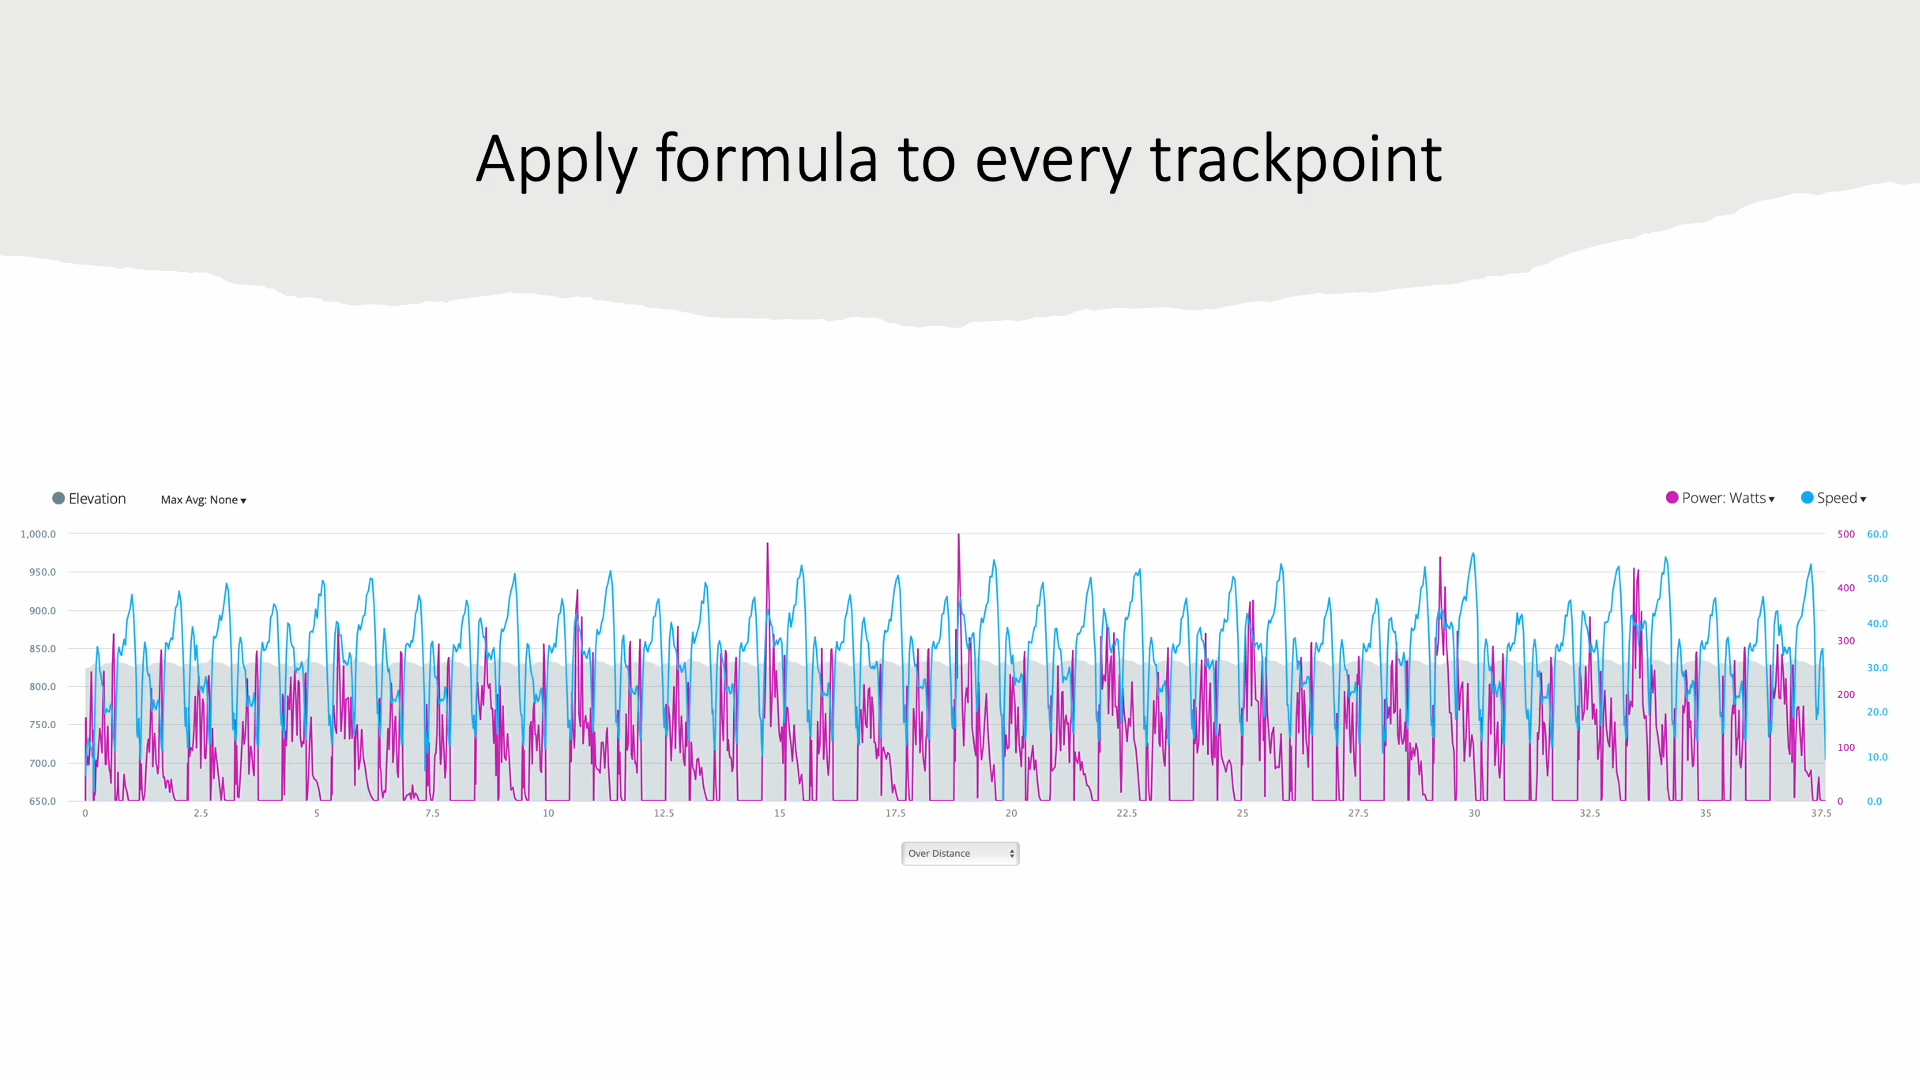 Apply formula to every trackpoint
Elevation Max Avg: None ▾ Power: Watts ▾ Speed ▾
1,000.0 500 60.0
950.0 50.0
400
900.0 40.0
850.0 300
800.0 30.0
200
750.0 20.0
700.0 100 10.0
650.0 0 0.0
0 2.5 5 7.5 10 12.5 15 17.5 20 22.5 25 27.5 30 32.5 35 37.5
Over Distance